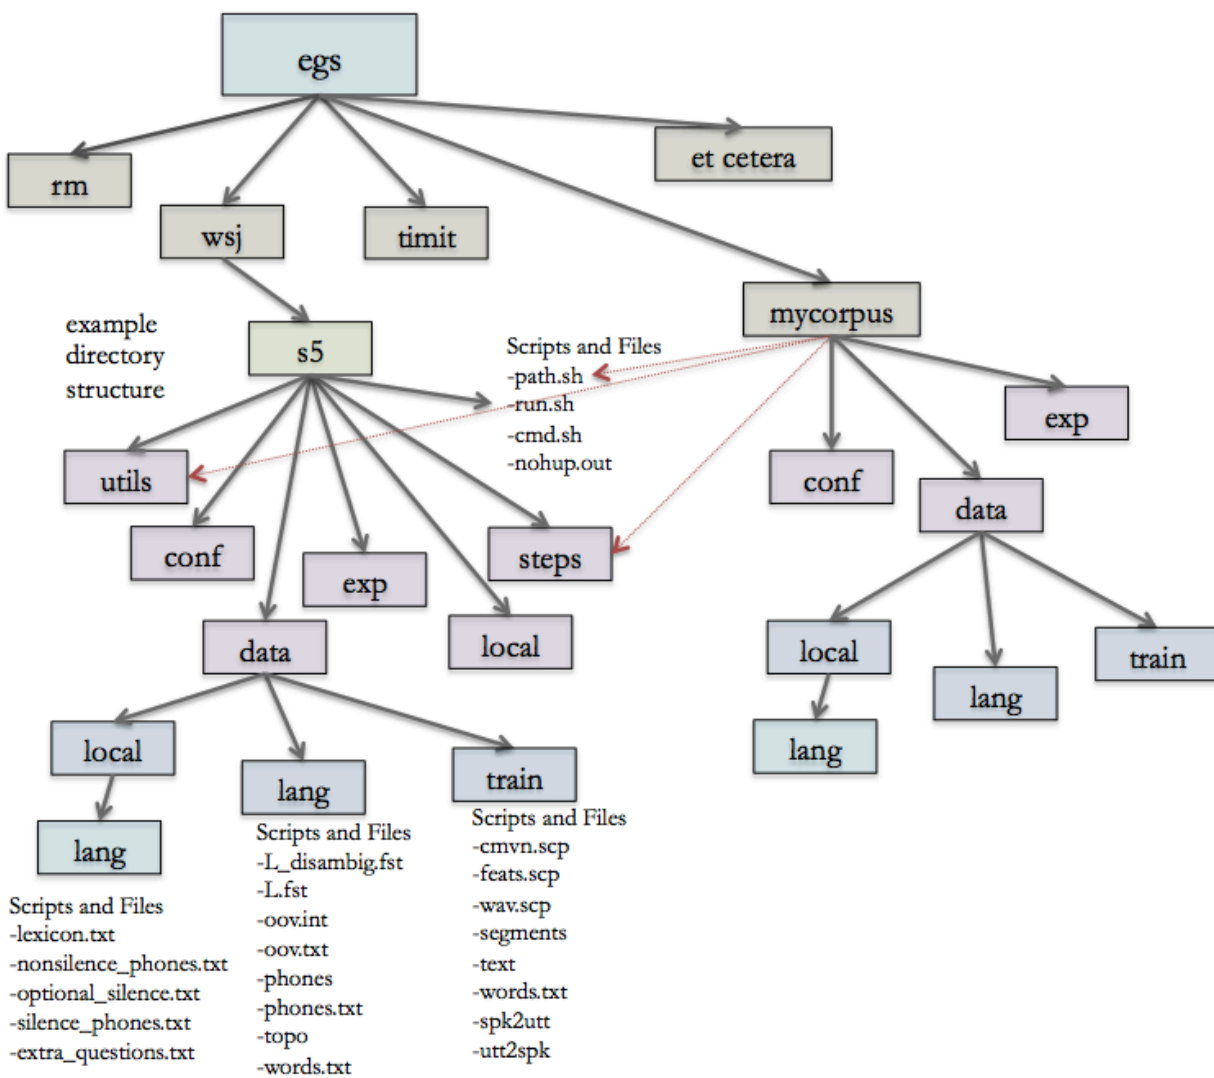 egs
et cetera
rm
wsj
timit
mycorpus
example
directory
structure
s5
Scripts and Files
-path.sh
-run.sh
-cmd.sh
-nohup.out
exp
utils
conf
data
conf
exp
steps
data
local
local
lang
train
lang
local
lang
train
lang
Scripts and Files
-lexicon.txt
-nonsilence_phones.txt
-optional_silence.txt
-silence_phones.txt
-extra_questions.txt
Scripts and Files
-L_disambig.fst
-L.fst
-oov.int
-oov.txt
-phones
-phones.txt
-topo
-words.txt
Scripts and Files
-cmvn.scp
-feats.scp
-wav.scp
-segments
-text
-words.txt
-spk2utt
-utt2spk